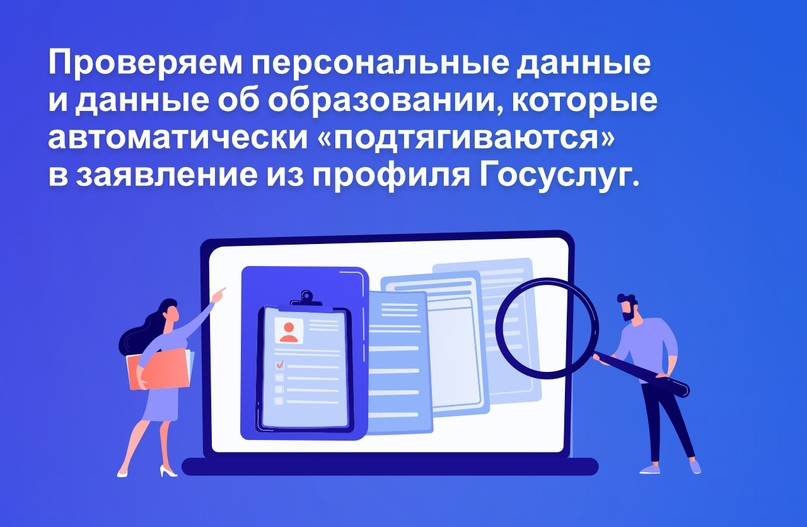 Проверяем персональные данные
и данные об образовании, которые
автоматически «подтягиваются»
в заявление из профиля Госуслуг.